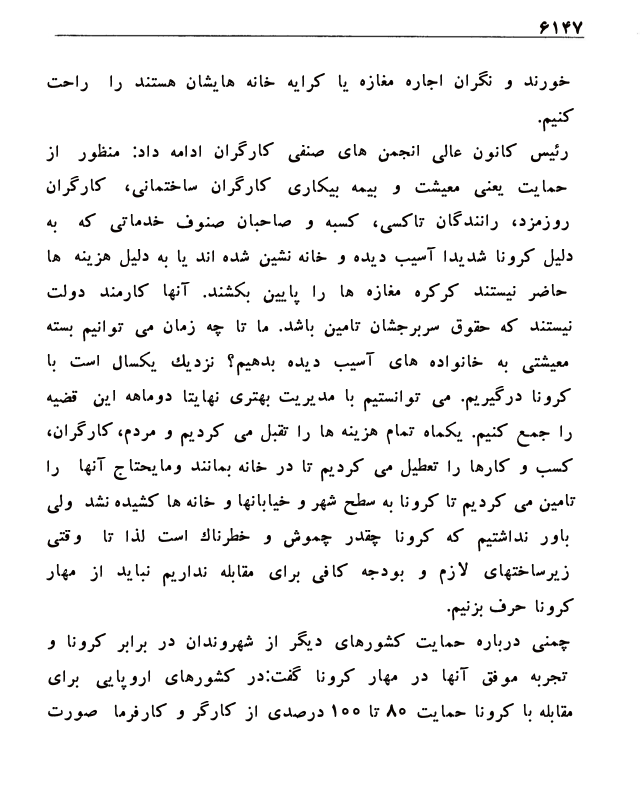 ۶۱۴۷
خورند و نگران اجاره مغازه یا کرایه خانه هایشان هستند را راحت
کنیم.
رئیس کانون عالی انجمن های صنفی کارگران ادامه داد: منظور از
حمایت یعنی معیشت و بیمه بیکاری کارگران ساختمانی، کارگران
روزمزد، رانندگان تاکسی، کسبه و صاحبان صنوف خدماتی که به
دلیل کرونا شدیدا آسیب دیده و خانه نشین شده اند یا به دلیل هزینه ها
حاضر نیستند کرکره مغازه ها را پایین بکشند. آنها کارمند دولت
نیستند که حقوق سربرجشان تامین باشد. ما تا چه زمان می توانیم بسته
معیشتی به خانواده های آسیب دیده بدهیم؟ نزدیك یکسال است با
کرونا درگیریم. می توانستیم با مدیریت بهتری نهایتا دوماهه این قضیه
را جمع کنیم. یکماه تمام هزینه ها را تقبل می کردیم و مردم، کارگران،
کسب و کارها را تعطیل می کردیم تا در خانه بمانند ومایحتاج آنها را
تامین می کردیم تا کرونا به سطح شهر و خیابانها و خانه ها کشیده نشد ولی
باور نداشتیم که کرونا چقدر چموش و خطرناك است لذا تا وقتی
زیرساختهای لازم و بودجه کافی برای مقابله نداریم نباید از مهار
کرونا حرف بزنیم.
چمنی درباره حمایت کشورهای دیگر از شهروندان در برابر کرونا و
تجربه موفق آنها در مهار کرونا گفت:در کشورهای اروپایی برای
مقابله با کرونا حمایت ۸۰ تا ۱۰۰ درصدی از کارگر و کارفرما صورت